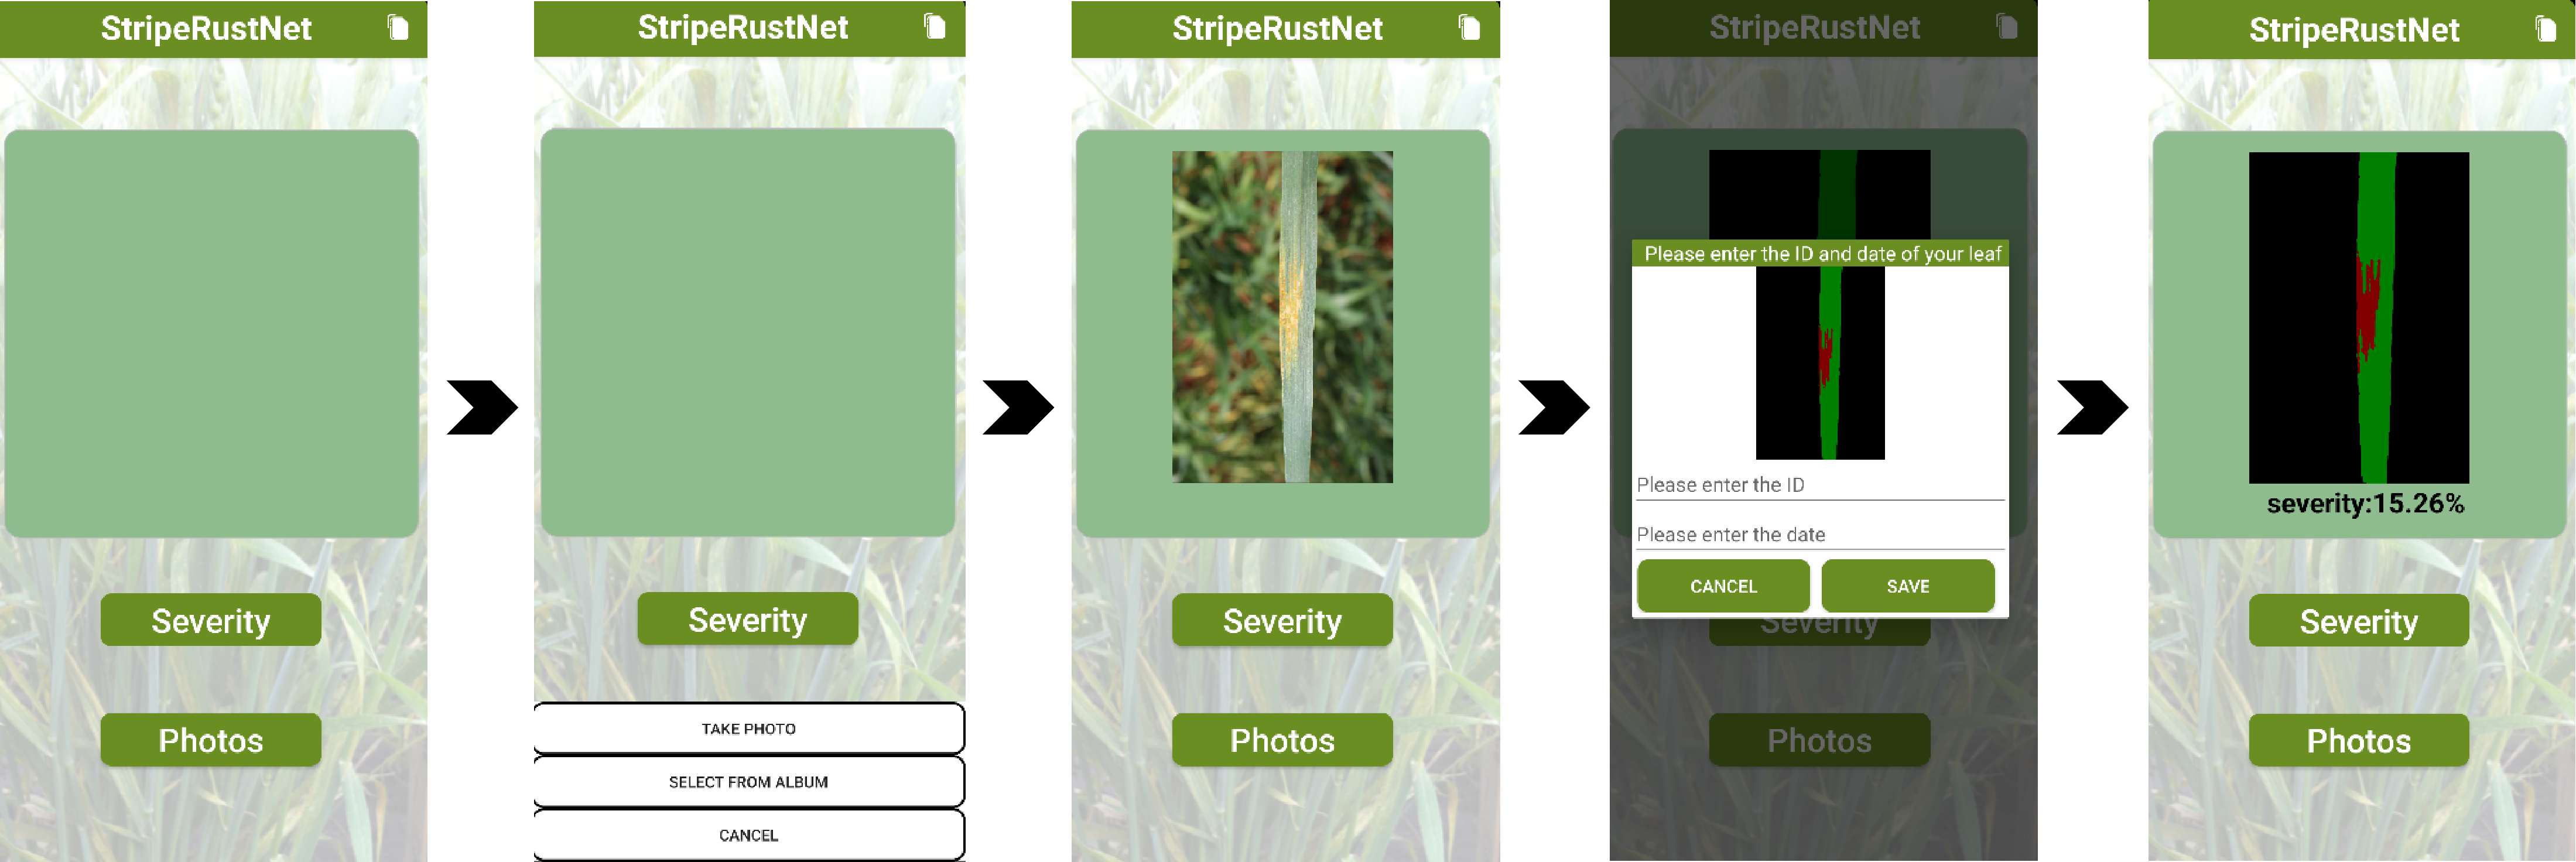 StripeRustNet
Severity
Photos
StripeRustNet
Severity
TAKE PHOTO
SELECT FROM ALBUM
CANCEL
StripeRustNet
Severity
Photos
StripeRustNet
Please enter the ID and date of your leaf
Please enter the ID
Please enter the date
CANCEL SAVE
Severity
Photos
StripeRustNet
severity:15.26%
Severity
Photos